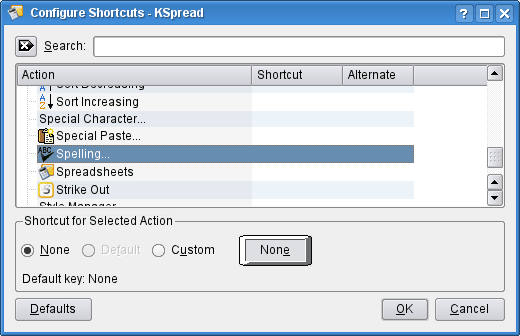 Configure Shortcuts - KSpread
Search:
Action Shortcut Alternate
Sort Decreasing
Sort Increasing
Special Character...
Special Paste...
ABC Spelling...
Spreadsheets
Strike Out
Style Manager
Shortcut for Selected Action
None Default Custom None
Default key: None
Defaults OK Cancel